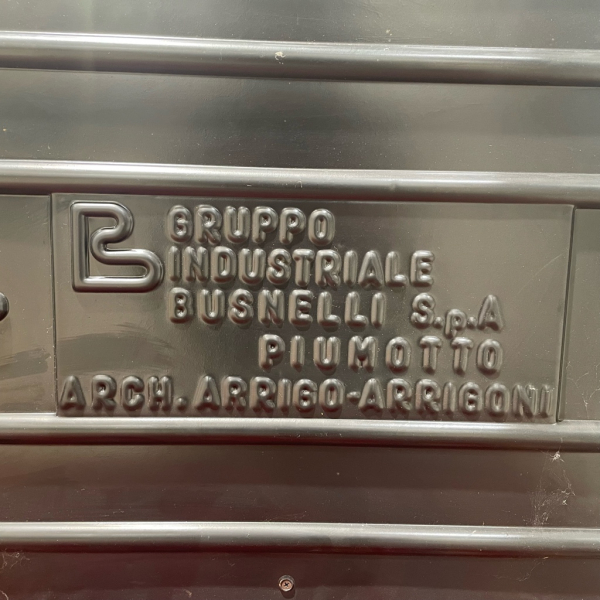 GRUPPO
INDUSTRIALE
BUSNELLI S.p.A
PIUMOTTO
ARCH. ARRIGO-ARRIGONI